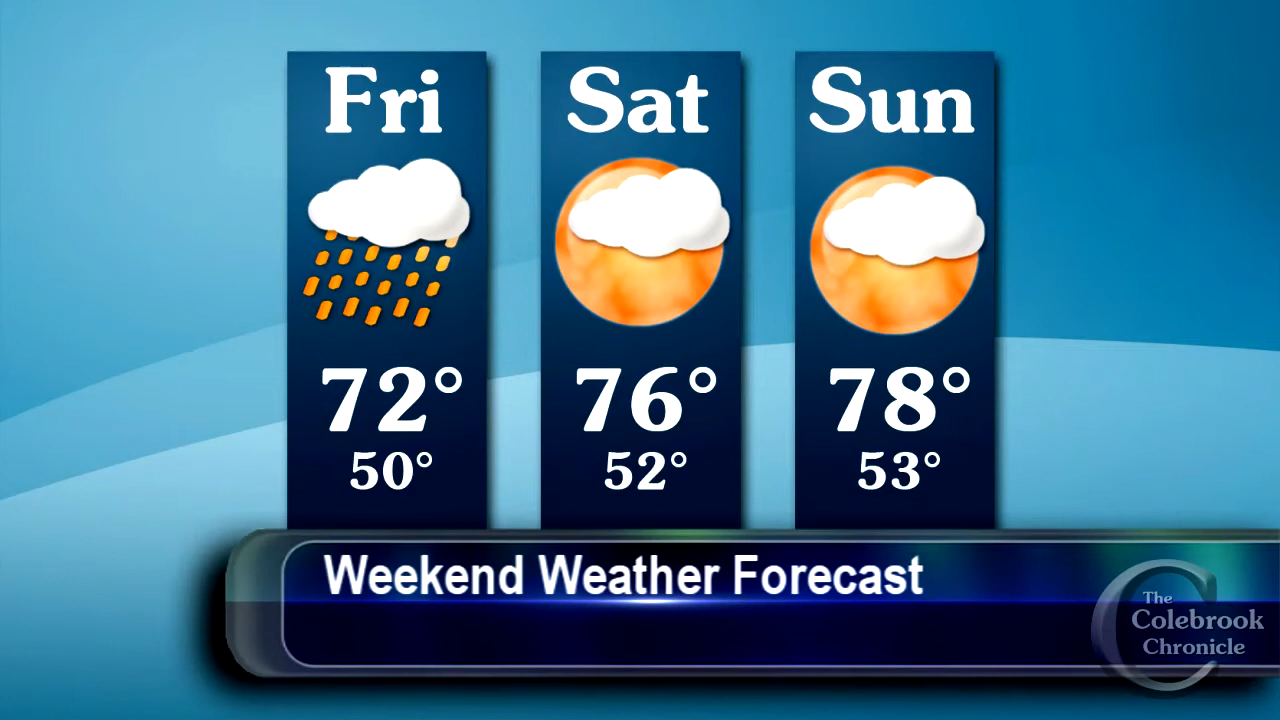 Fri
Sat
Sun
72°
76°
78°
50°
52°
53°
Weekend Weather Forecast
The
Colebrook
Chronicle